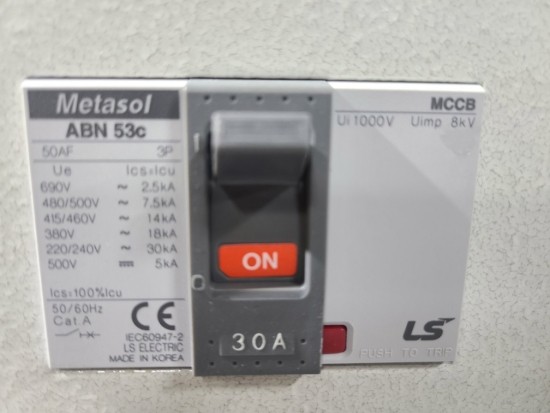 Metasol
ABN 53c
50AF 3P
Ue Ics=Icu
690V ~ 2.5kA
480/500V ~ 7.5kA
415/460V ~ 14kA
380V ~ 18kA
220/240V ~ 30kA
500V ⎓ 5kA
Ics=100%Icu
50/60Hz
Cat.A
CE
IEC60947-2
LS ELECTRIC
MADE IN KOREA
ON
O
30A
MCCB
Ui 1000V Uimp 8kV
LS
PUSH TO TRIP